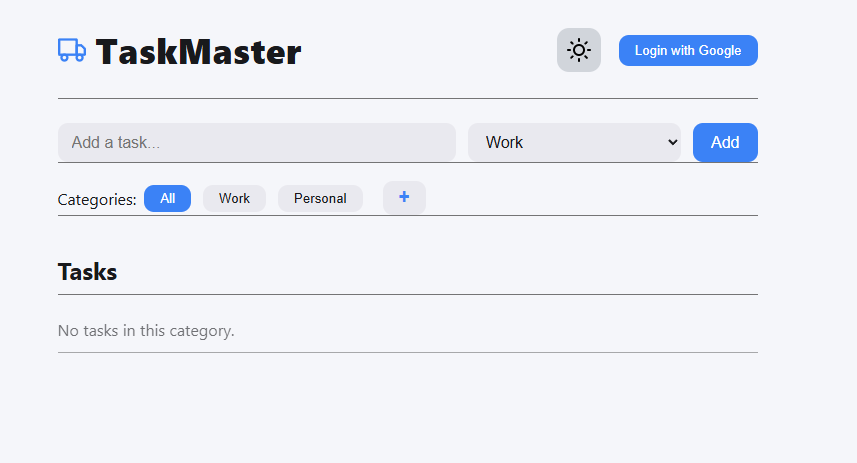 TaskMaster Login with Google
Add a task... Work Add
Categories: All Work Personal +
Tasks
No tasks in this category.